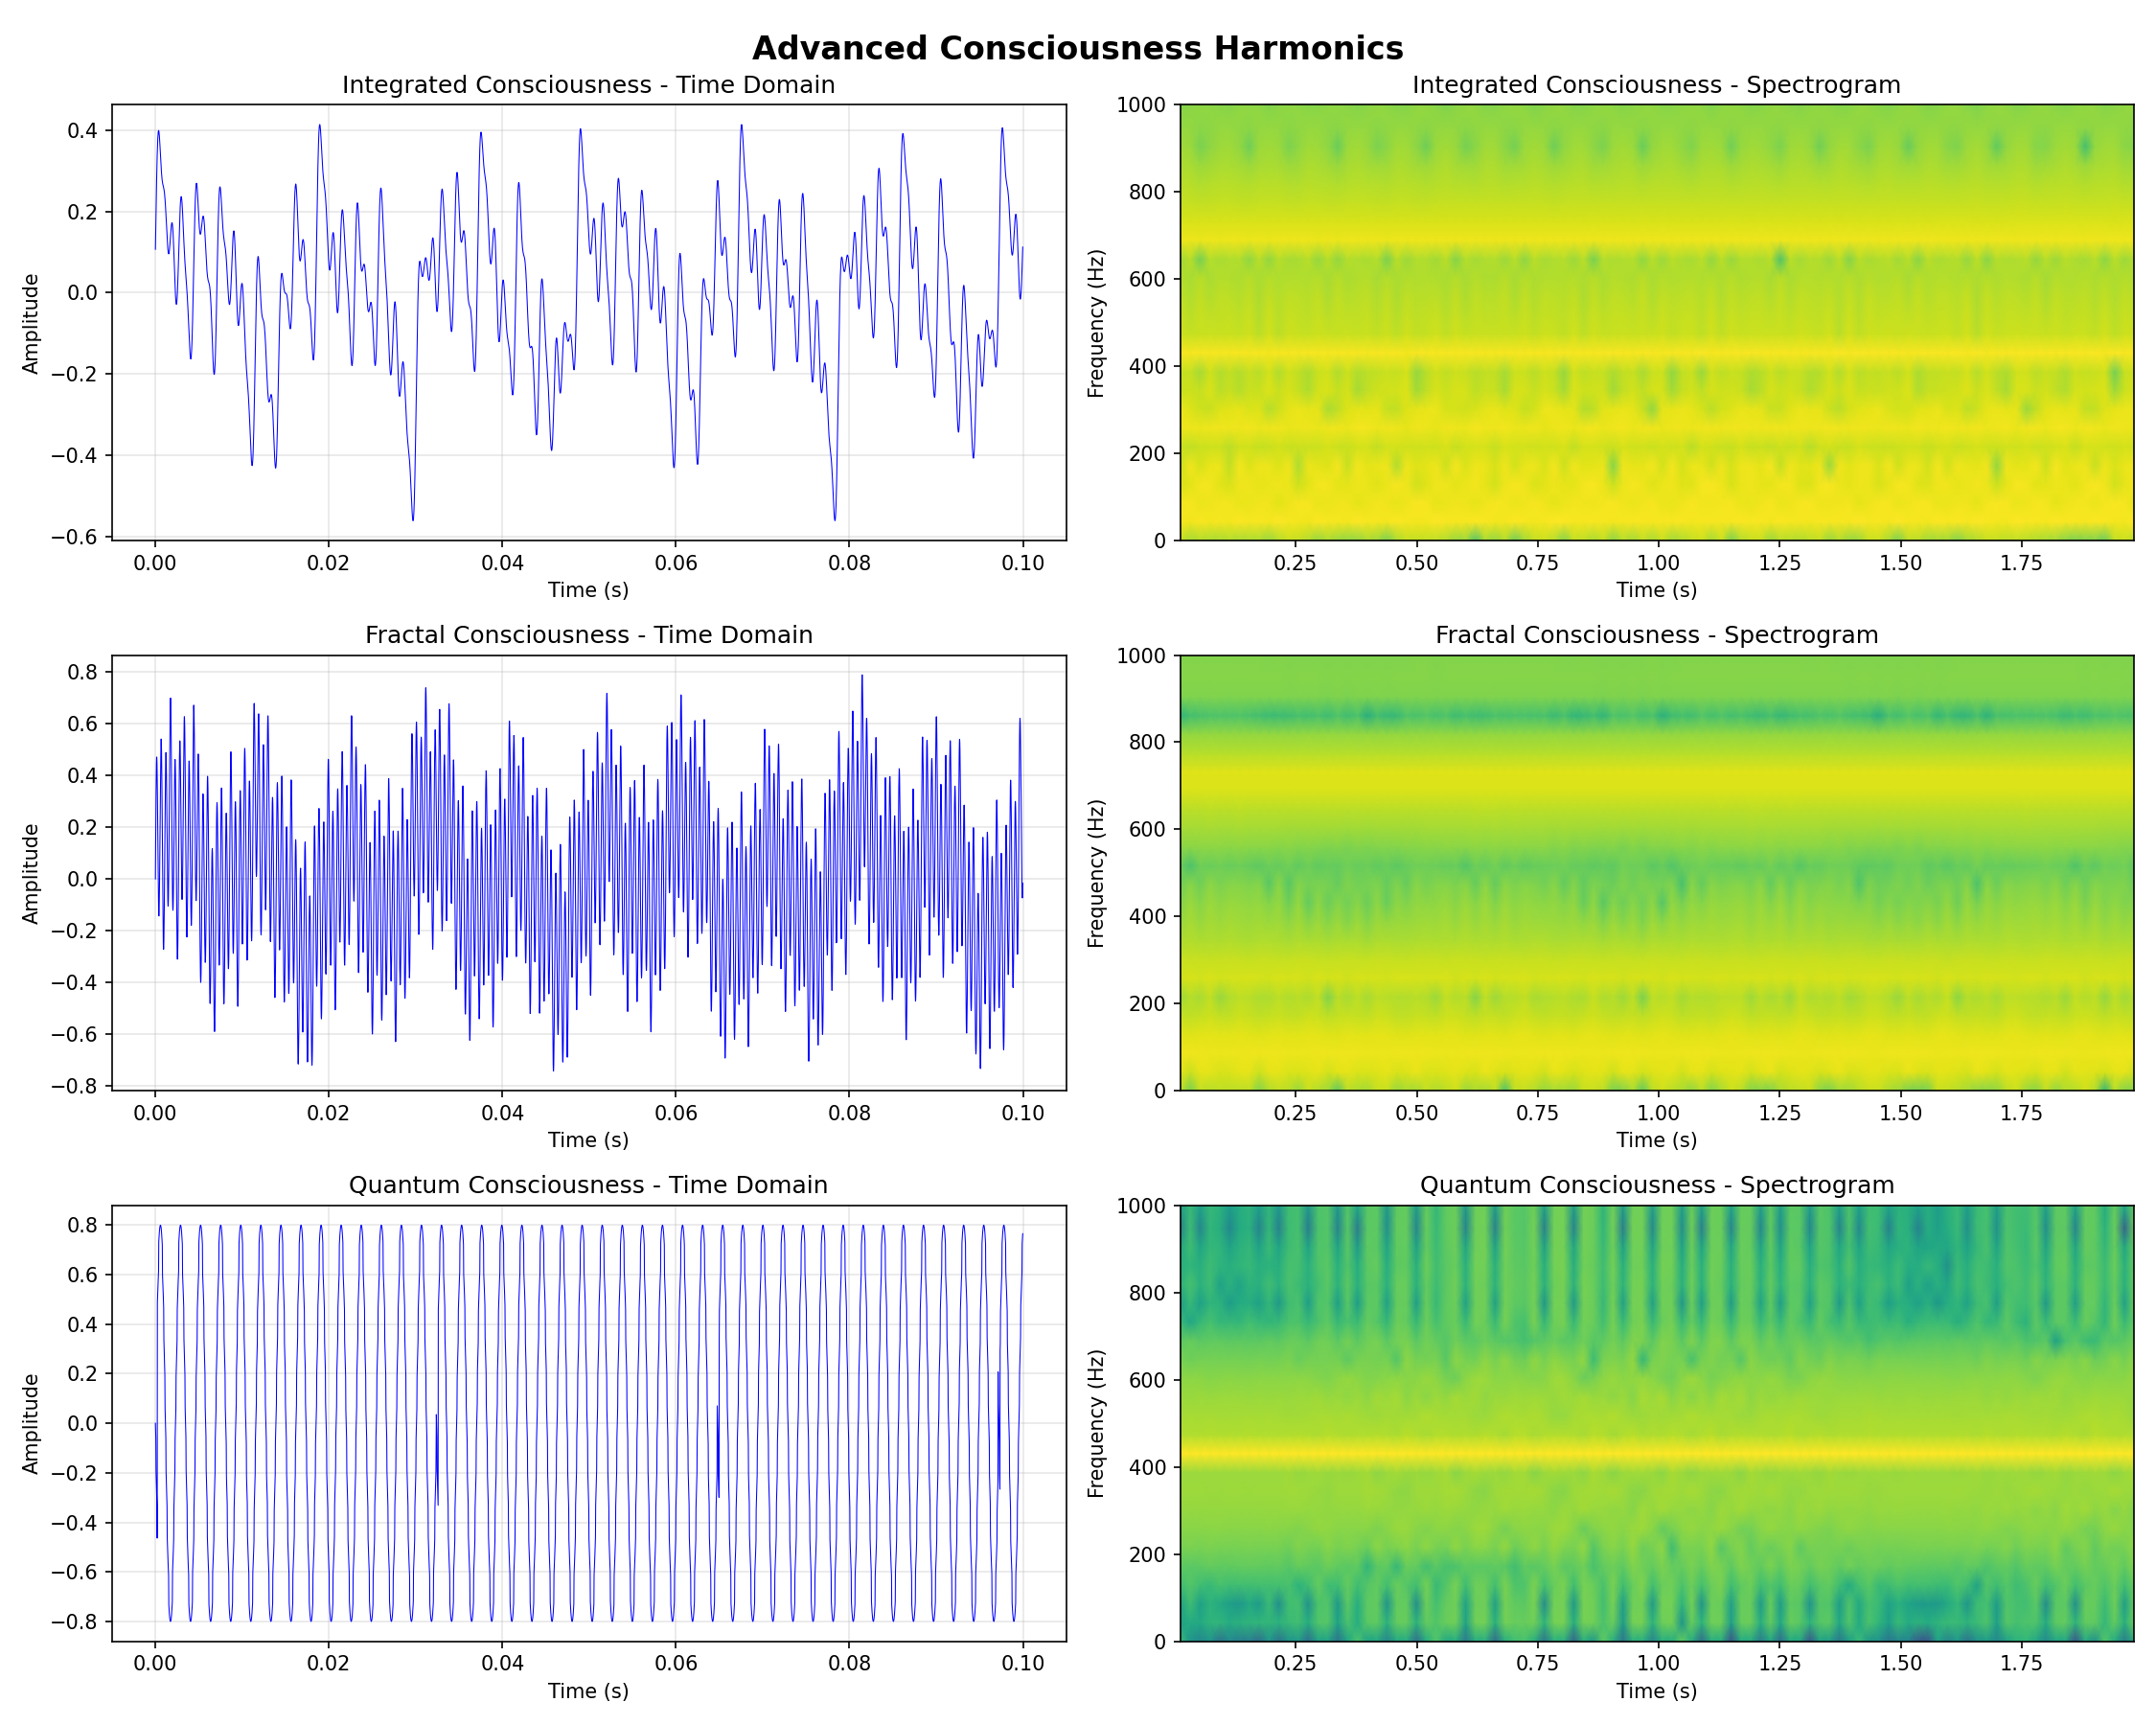 Advanced Consciousness Harmonics
Integrated Consciousness - Time Domain
Amplitude
0.4
0.2
0.0
−0.2
−0.4
−0.6
0.00 0.02 0.04 0.06 0.08 0.10
Time (s)
Integrated Consciousness - Spectrogram
Frequency (Hz)
1000
800
600
400
200
0
0.25 0.50 0.75 1.00 1.25 1.50 1.75
Time (s)
Fractal Consciousness - Time Domain
Amplitude
0.8
0.6
0.4
0.2
0.0
−0.2
−0.4
−0.6
−0.8
0.00 0.02 0.04 0.06 0.08 0.10
Time (s)
Fractal Consciousness - Spectrogram
Frequency (Hz)
1000
800
600
400
200
0
0.25 0.50 0.75 1.00 1.25 1.50 1.75
Time (s)
Quantum Consciousness - Time Domain
Amplitude
0.8
0.6
0.4
0.2
0.0
−0.2
−0.4
−0.6
−0.8
0.00 0.02 0.04 0.06 0.08 0.10
Time (s)
Quantum Consciousness - Spectrogram
Frequency (Hz)
1000
800
600
400
200
0
0.25 0.50 0.75 1.00 1.25 1.50 1.75
Time (s)